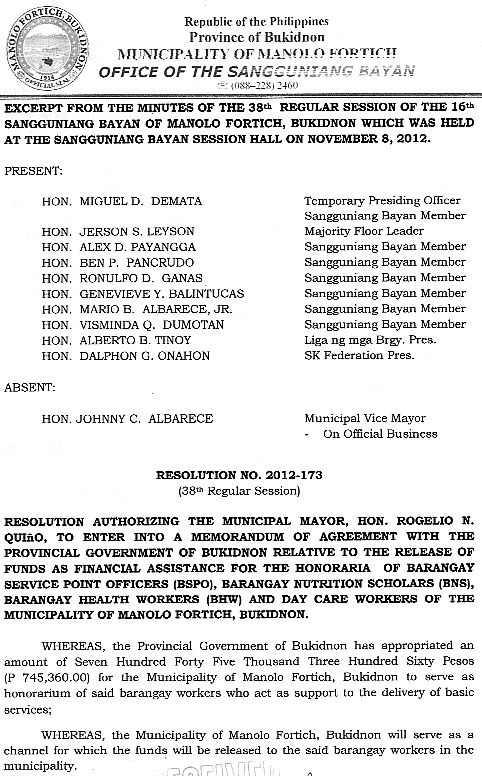 MANOLO FORTICH, BUKIDNON
1916
OFFICIAL SEAL
Republic of the Philippines
Province of Bukidnon
MUNICIPALITY OF MANOLO FORTICH
OFFICE OF THE SANGGUNIANG BAYAN
☏ (088–228) 2460
EXCERPT FROM THE MINUTES OF THE 38th REGULAR SESSION OF THE 16th
SANGGUNIANG BAYAN OF MANOLO FORTICH, BUKIDNON WHICH WAS HELD
AT THE SANGGUNIANG BAYAN SESSION HALL ON NOVEMBER 8, 2012.
PRESENT:
HON. MIGUEL D. DEMATA Temporary Presiding Officer
Sangguniang Bayan Member
HON. JERSON S. LEYSON Majority Floor Leader
HON. ALEX D. PAYANGGA Sangguniang Bayan Member
HON. BEN P. PANCRUDO Sangguniang Bayan Member
HON. RONULFO D. GANAS Sangguniang Bayan Member
HON. GENEVIEVE Y. BALINTUCAS Sangguniang Bayan Member
HON. MARIO B. ALBARECE, JR. Sangguniang Bayan Member
HON. VISMINDA Q. DUMOTAN Sangguniang Bayan Member
HON. ALBERTO B. TINOY Liga ng mga Brgy. Pres.
HON. DALPHON G. ONAHON SK Federation Pres.
ABSENT:
HON. JOHNNY C. ALBARECE Municipal Vice Mayor
- On Official Business
RESOLUTION NO. 2012-173
(38th Regular Session)
RESOLUTION AUTHORIZING THE MUNICIPAL MAYOR, HON. ROGELIO N.
QUIñO, TO ENTER INTO A MEMORANDUM OF AGREEMENT WITH THE
PROVINCIAL GOVERNMENT OF BUKIDNON RELATIVE TO THE RELEASE OF
FUNDS AS FINANCIAL ASSISTANCE FOR THE HONORARIA OF BARANGAY
SERVICE POINT OFFICERS (BSPO), BARANGAY NUTRITION SCHOLARS (BNS),
BARANGAY HEALTH WORKERS (BHW) AND DAY CARE WORKERS OF THE
MUNICIPALITY OF MANOLO FORTICH, BUKIDNON.
WHEREAS, the Provincial Government of Bukidnon has appropriated an
amount of Seven Hundred Forty Five Thousand Three Hundred Sixty Pesos
(P 745,360.00) for the Municipality of Manolo Fortich, Bukidnon to serve as
honorarium of said barangay workers who act as support to the delivery of basic
services;
WHEREAS, the Municipality of Manolo Fortich, Bukidnon will serve as a
channel for which the funds will be released to the said barangay workers in the
municipality.